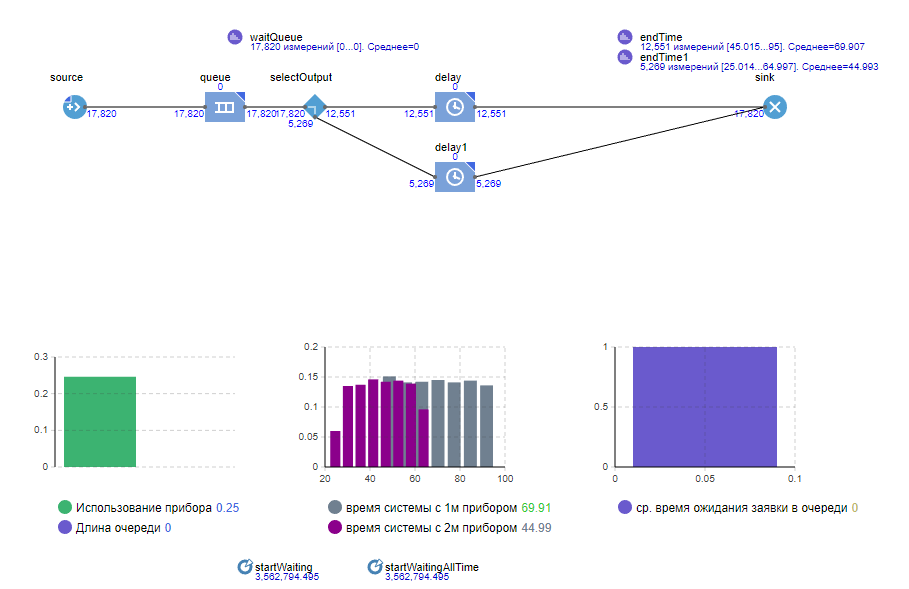 waitQueue
17,820 измерений [0...0]. Среднее=0
endTime
12,551 измерений [45.015...95]. Среднее=69.907
endTime1
5,269 измерений [25.014...64.997]. Среднее=44.993
source
queue
selectOutput
delay
sink
0
0
17,820
17,820
17,820
17,820
12,551
12,551
12,551
17,820
5,269
delay1
0
5,269
5,269
0.3
0.2
0.1
0
0.2
0.15
0.1
0.05
0
20
40
60
80
100
1
0.5
0
0
0.05
0.1
Использование прибора 0.25
Длина очереди 0
время системы с 1м прибором 69.91
время системы с 2м прибором 44.99
ср. время ожидания заявки в очереди 0
startWaiting
3,562,794.495
startWaitingAllTime
3,562,794.495